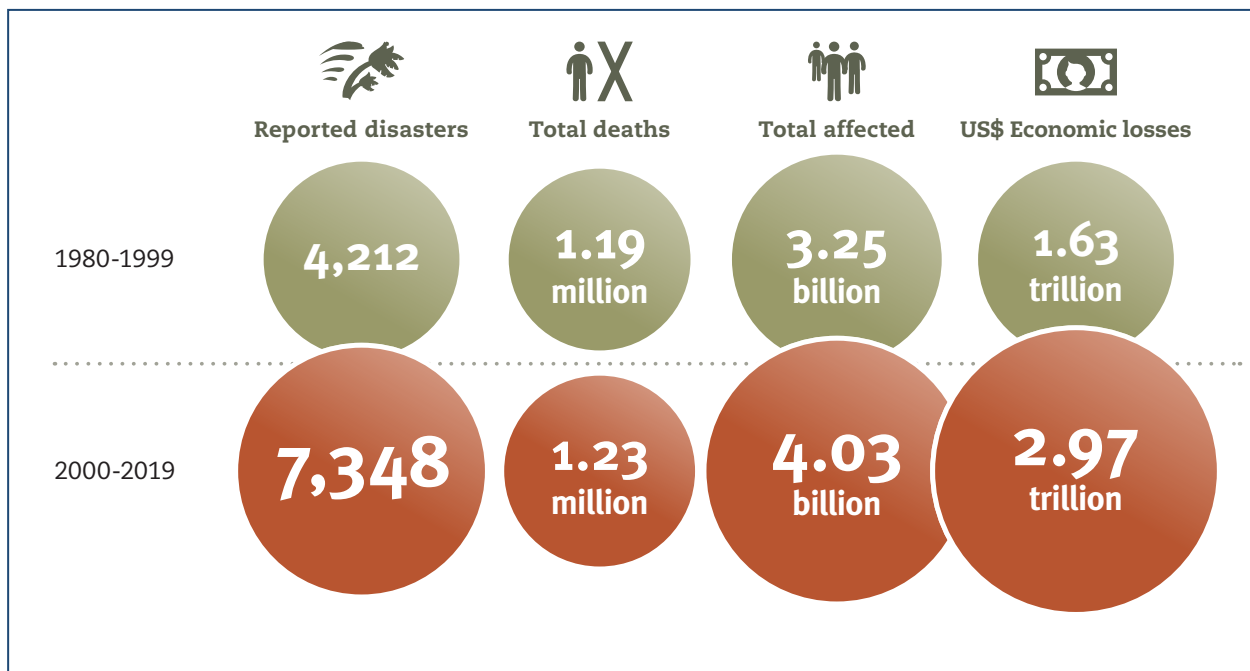 Reported disasters
Total deaths
Total affected
US$ Economic losses
1980-1999
4,212
1.19
million
3.25
billion
1.63
trillion
2000-2019
7,348
1.23
million
4.03
billion
2.97
trillion